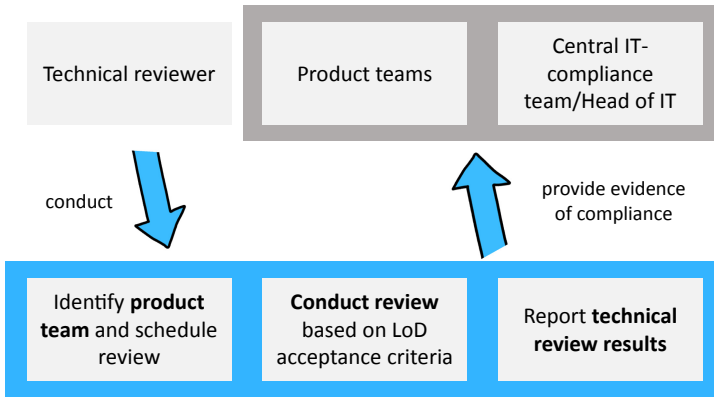 Technical reviewer
Product teams
Central IT-
compliance
team/Head of IT
conduct
provide evidence
of compliance
Identify product
team and schedule
review
Conduct review
based on LoD
acceptance criteria
Report technical
review results